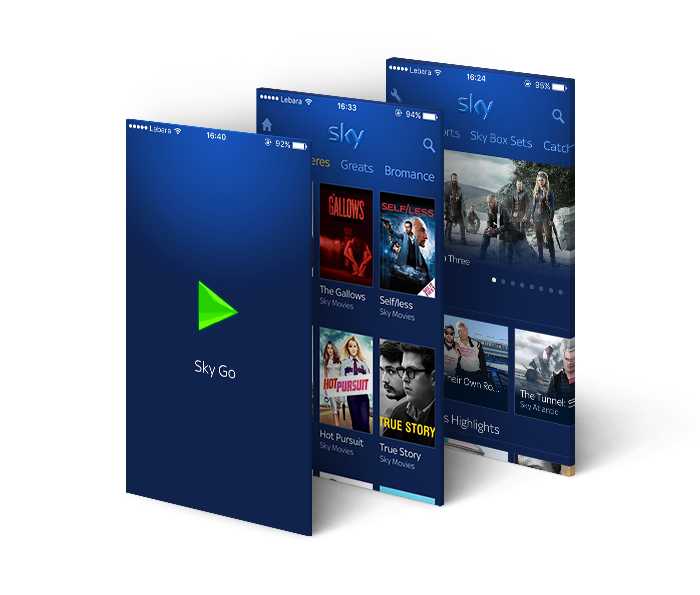 Lebara 16:40 92%
Sky Go
Lebara 16:33 94%
sky
eres Greats Bromance
THE GALLOWS
SELF/LESS
The Gallows
Sky Movies
Self/less
Sky Movies
HOT PURSUIT
TRUE STORY
Hot Pursuit
Sky Movies
True Story
Sky Movies
Lebara 16:24 95%
sky
orts Sky Box Sets Catch
n Three
heir Own Ro...
The Tunnel:
Sky Atlantic
s Highlights